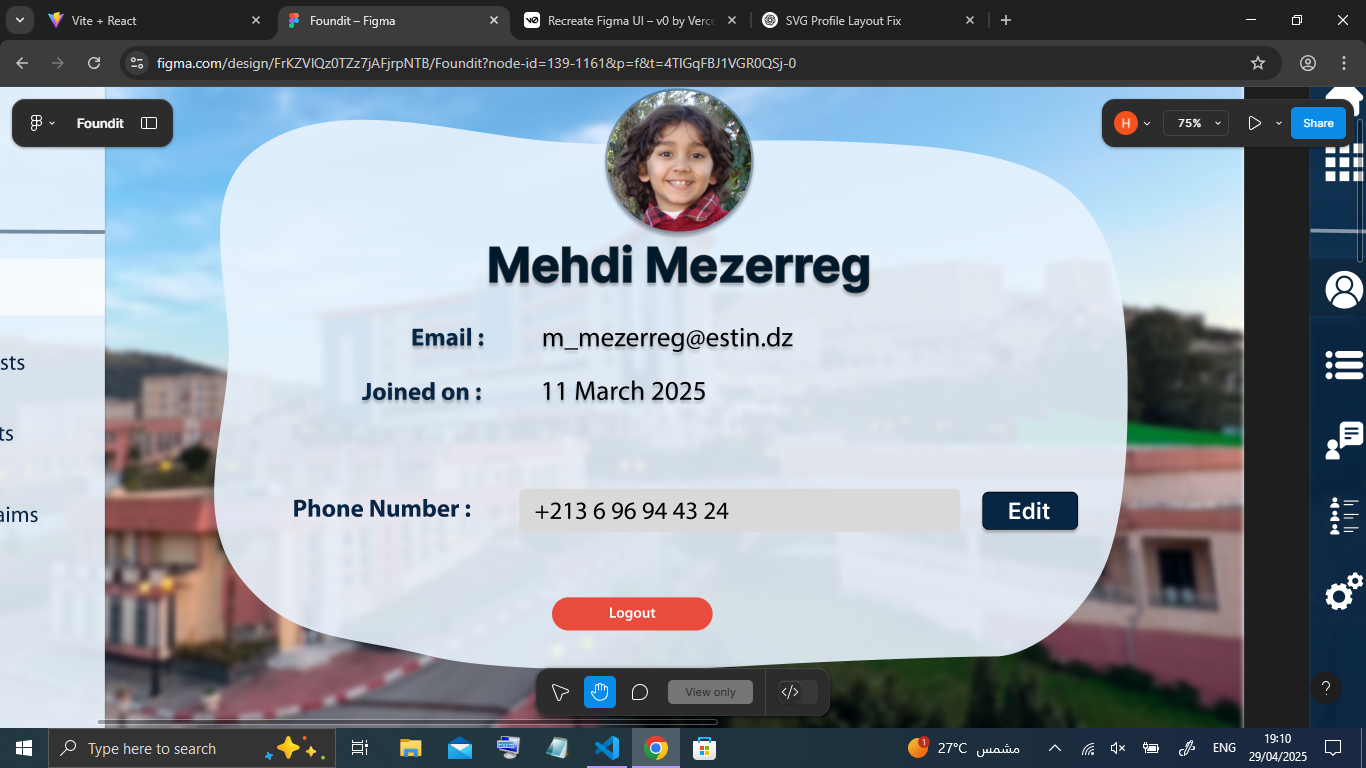 Vite + React
Foundit – Figma
Recreate Figma UI – v0 by Verce
SVG Profile Layout Fix
figma.com/design/FrKZVIQz0TZz7jAFjrpNTB/Foundit?node-id=139-1161&p=f&t=4TIGqFBJ1VGR0QSj-0
Foundit
H
75%
Share
Mehdi Mezerreg
Email :
m_mezerreg@estin.dz
Joined on :
11 March 2025
sts
ts
aims
Phone Number :
+213 6 96 94 43 24
Edit
Logout
View only
</>
?
Type here to search
1
27°C
مشمس
ENG
19:10
29/04/2025